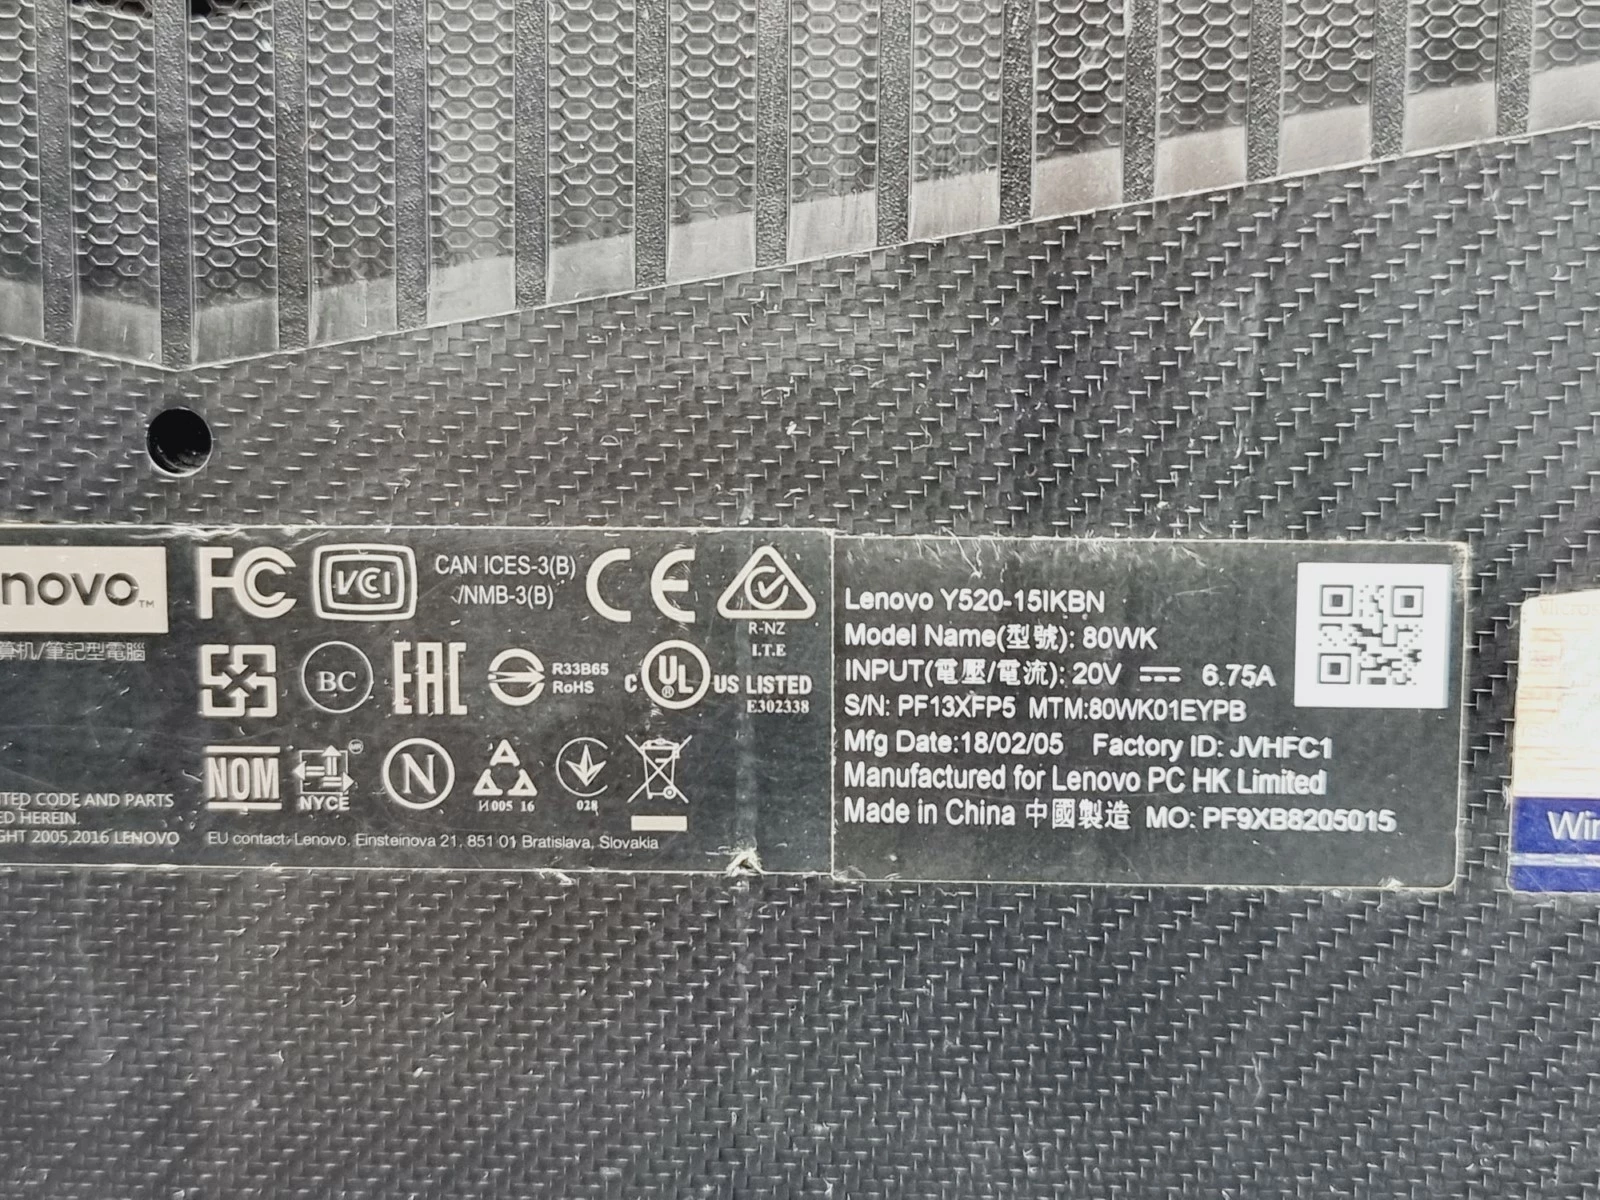 novo™
算机/筆記型電腦
TED CODE AND PARTS
ED HEREIN.
GHT 2005,2016 LENOVO
FC
VCI
CAN ICES-3(B)
/NMB-3(B)
CE
R-NZ
I.T.E
BC
EAC
R33B65
RoHS
C UL® US LISTED
E302338
NOM
NYCE
N
A
И005 16
028
EU contact: Lenovo, Einsteinova 21, 851 01 Bratislava, Slovakia
Lenovo Y520-15IKBN
Model Name(型號): 80WK
INPUT(電壓/電流): 20V ⎓ 6.75A
S/N: PF13XFP5 MTM:80WK01EYPB
Mfg Date:18/02/05 Factory ID: JVHFC1
Manufactured for Lenovo PC HK Limited
Made in China 中國製造 MO: PF9XB8205015
Micros
Win